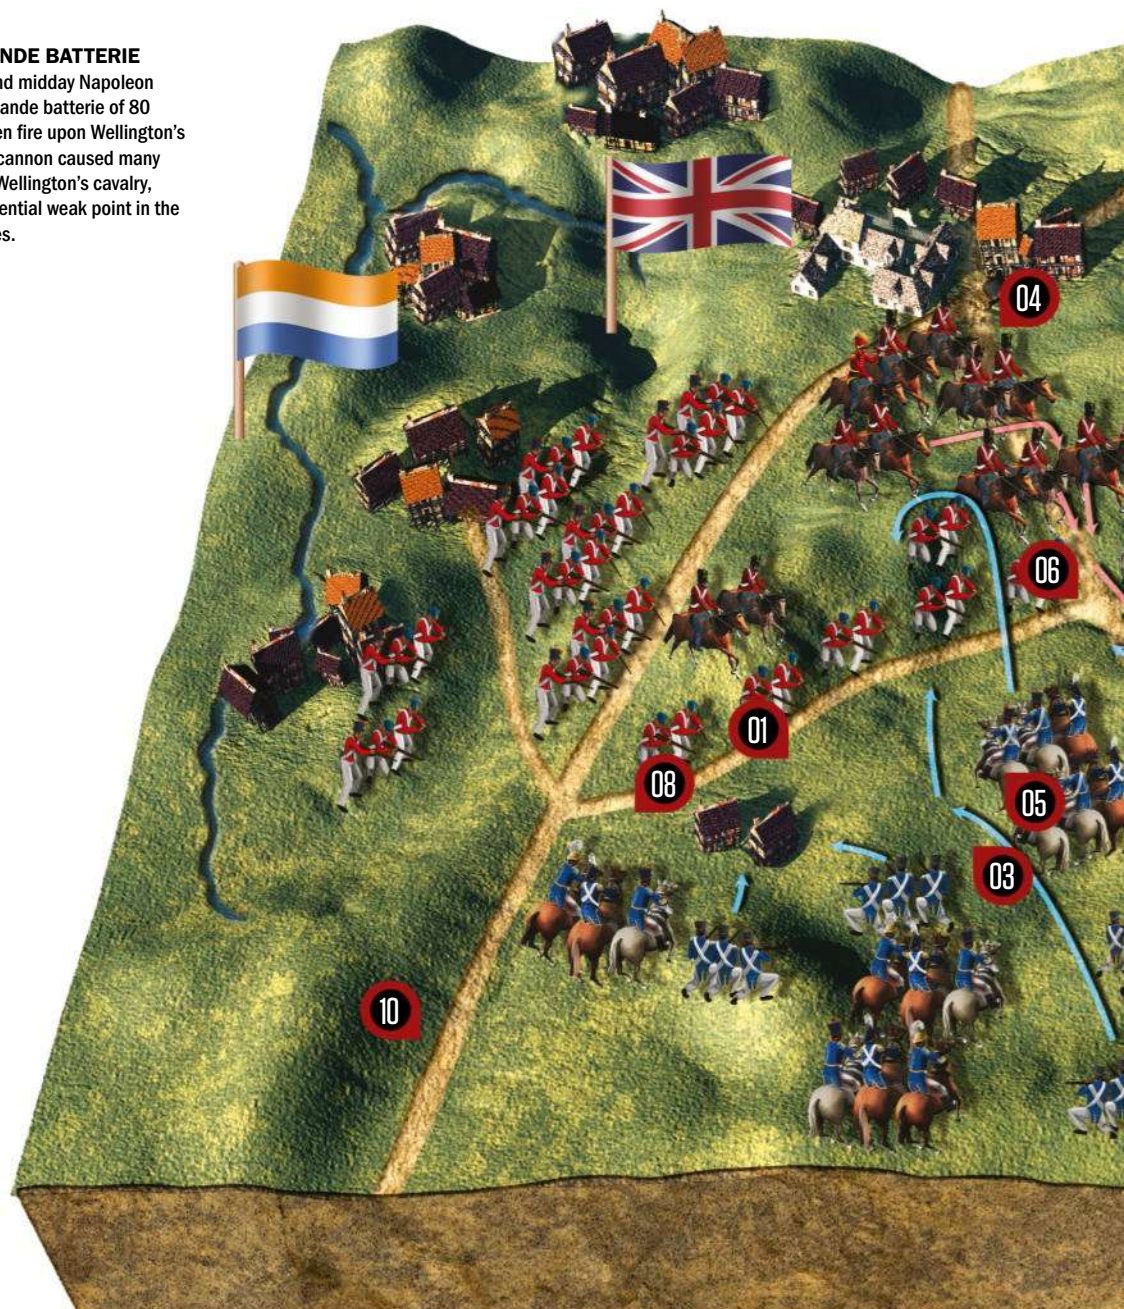 NDE BATTERIE
nd midday Napoleon
ande batterie of 80
en fire upon Wellington's
cannon caused many
Wellington's cavalry,
ential weak point in the
es.
04
06
01
08
05
03
10